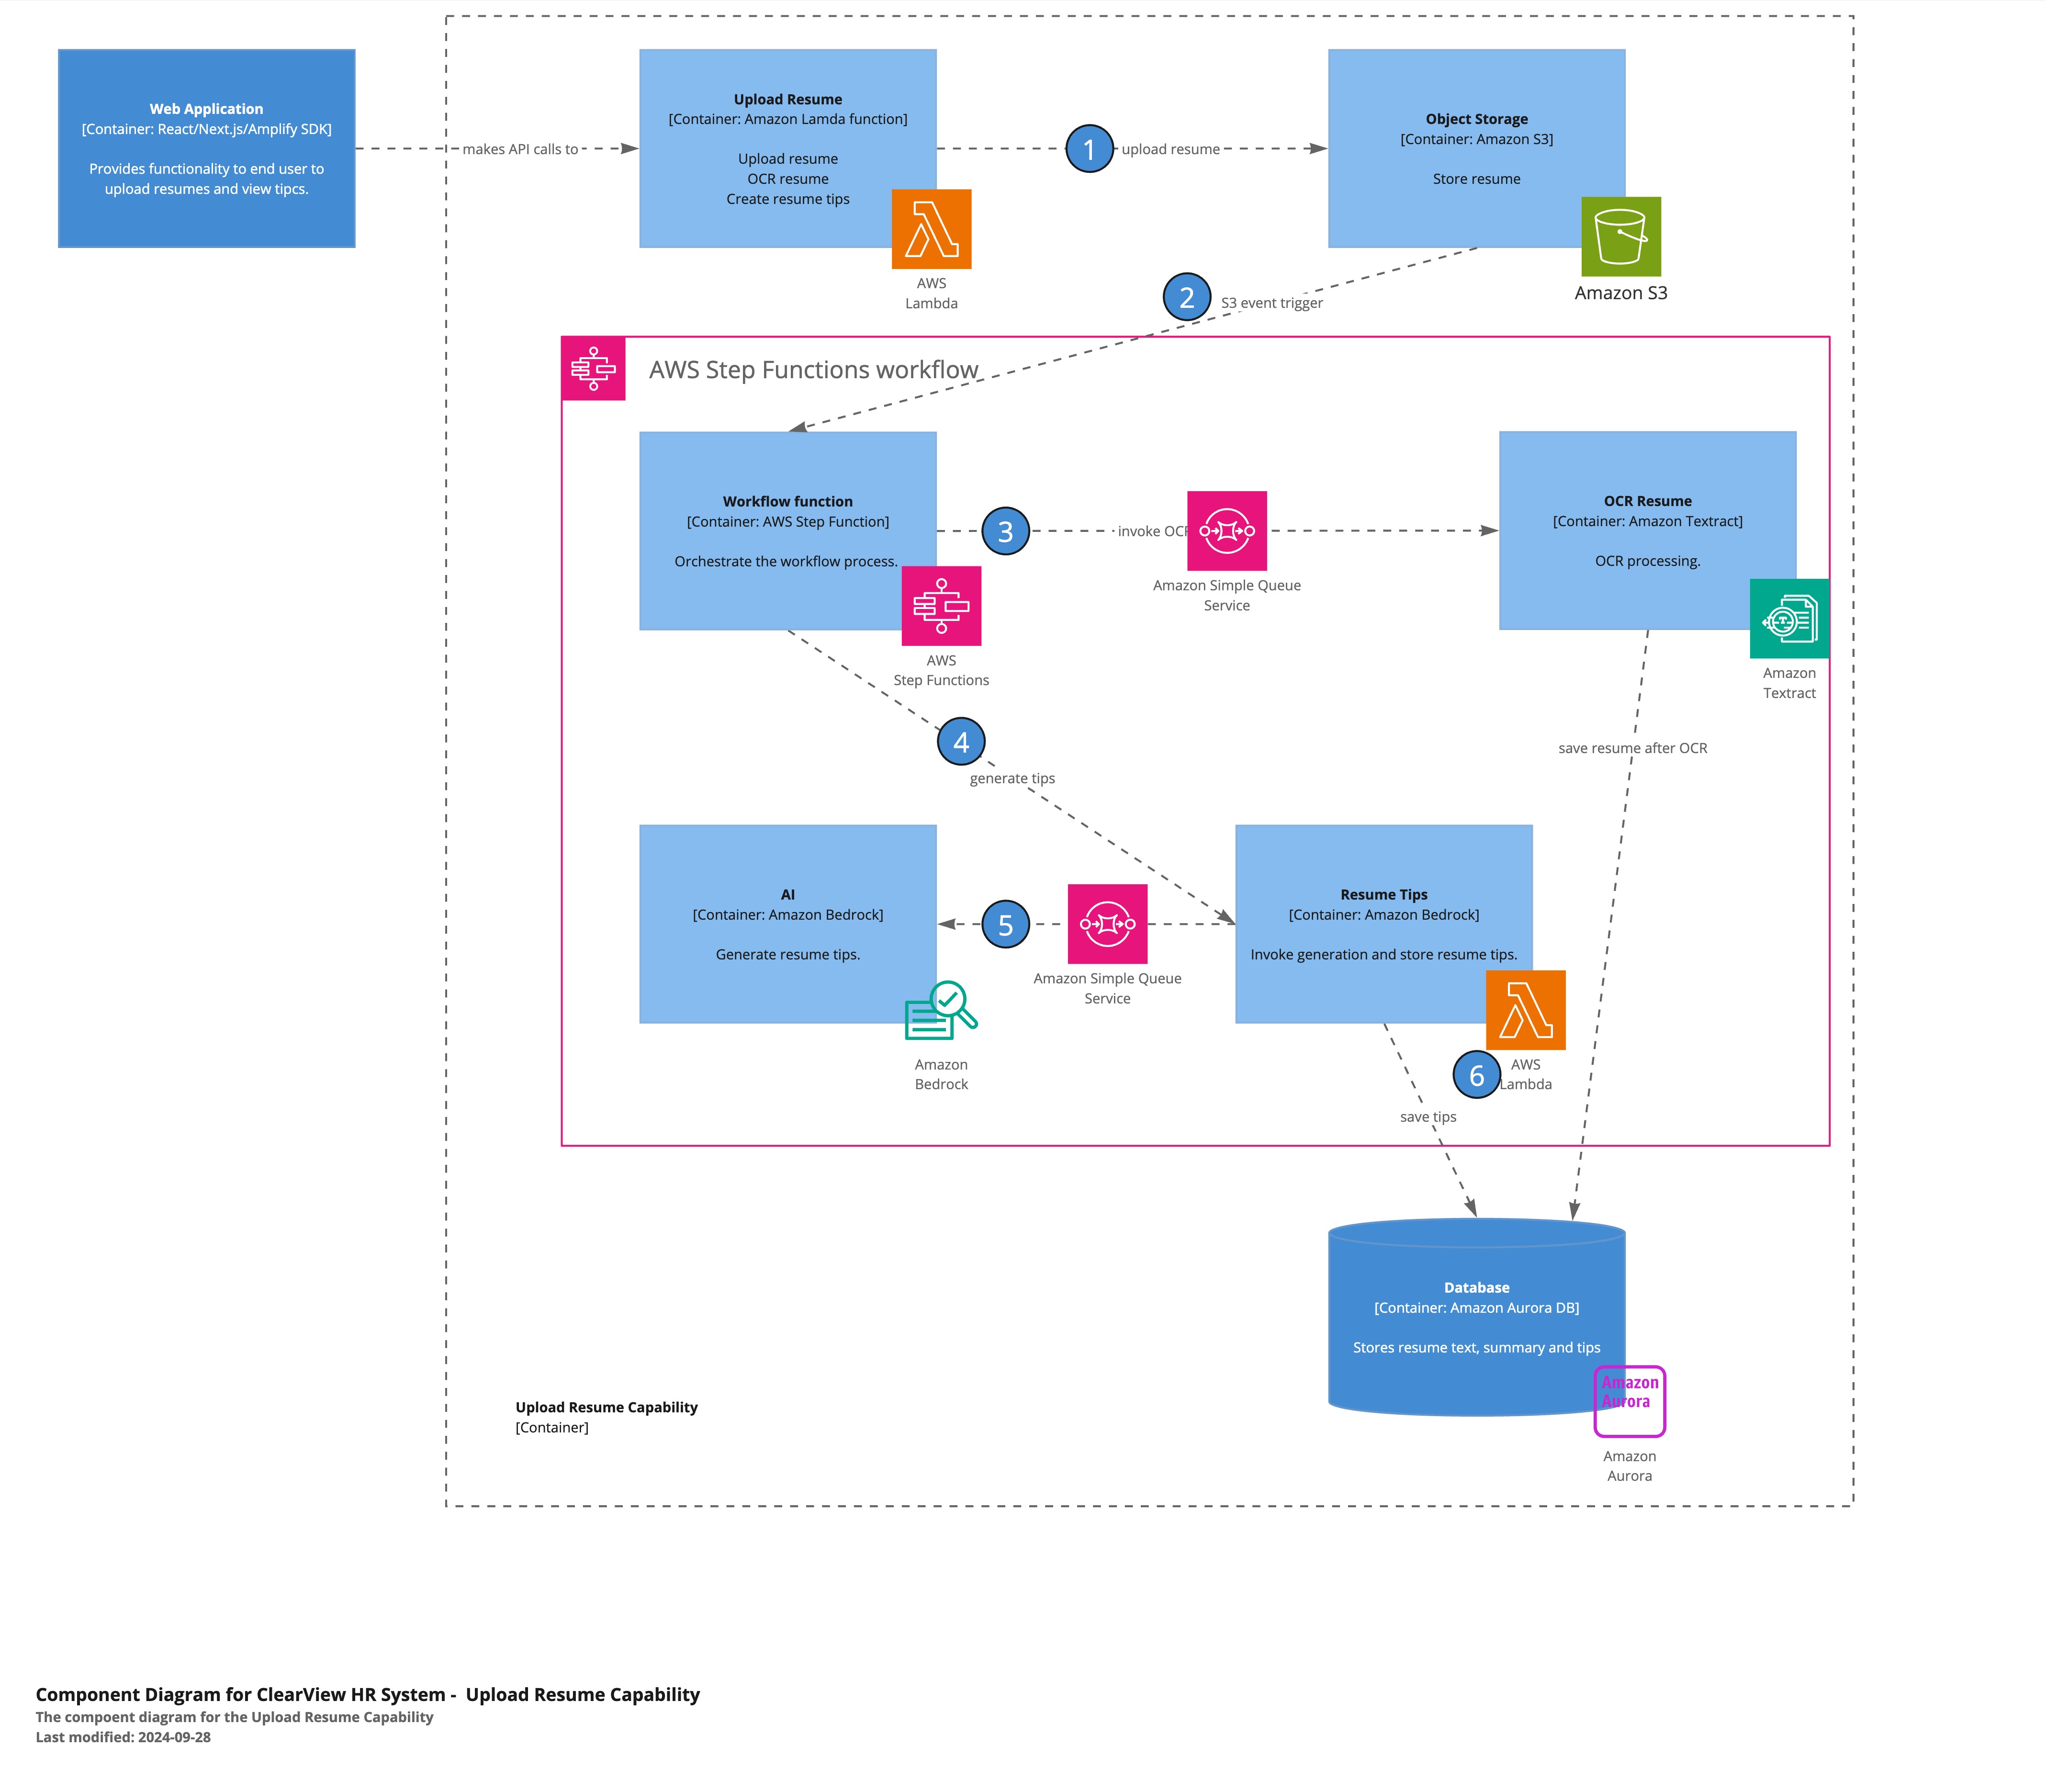 Web Application
[Container: React/Next.js/Amplify SDK]
Provides functionality to end user to
upload resumes and view tipcs.
makes API calls to
Upload Resume
[Container: Amazon Lamda function]
Upload resume
OCR resume
Create resume tips
AWS
Lambda
1
upload resume
Object Storage
[Container: Amazon S3]
Store resume
Amazon S3
2
S3 event trigger
AWS Step Functions workflow
Workflow function
[Container: AWS Step Function]
Orchestrate the workflow process.
AWS
Step Functions
3
invoke OCR
Amazon Simple Queue
Service
OCR Resume
[Container: Amazon Textract]
OCR processing.
Amazon
Textract
4
generate tips
save resume after OCR
AI
[Container: Amazon Bedrock]
Generate resume tips.
Amazon
Bedrock
5
Amazon Simple Queue
Service
Resume Tips
[Container: Amazon Bedrock]
Invoke generation and store resume tips.
AWS
Lambda
6
save tips
Database
[Container: Amazon Aurora DB]
Stores resume text, summary and tips
Amazon
Aurora
Amazon
Aurora
Upload Resume Capability
[Container]
Component Diagram for ClearView HR System - Upload Resume Capability
The compoent diagram for the Upload Resume Capability
Last modified: 2024-09-28